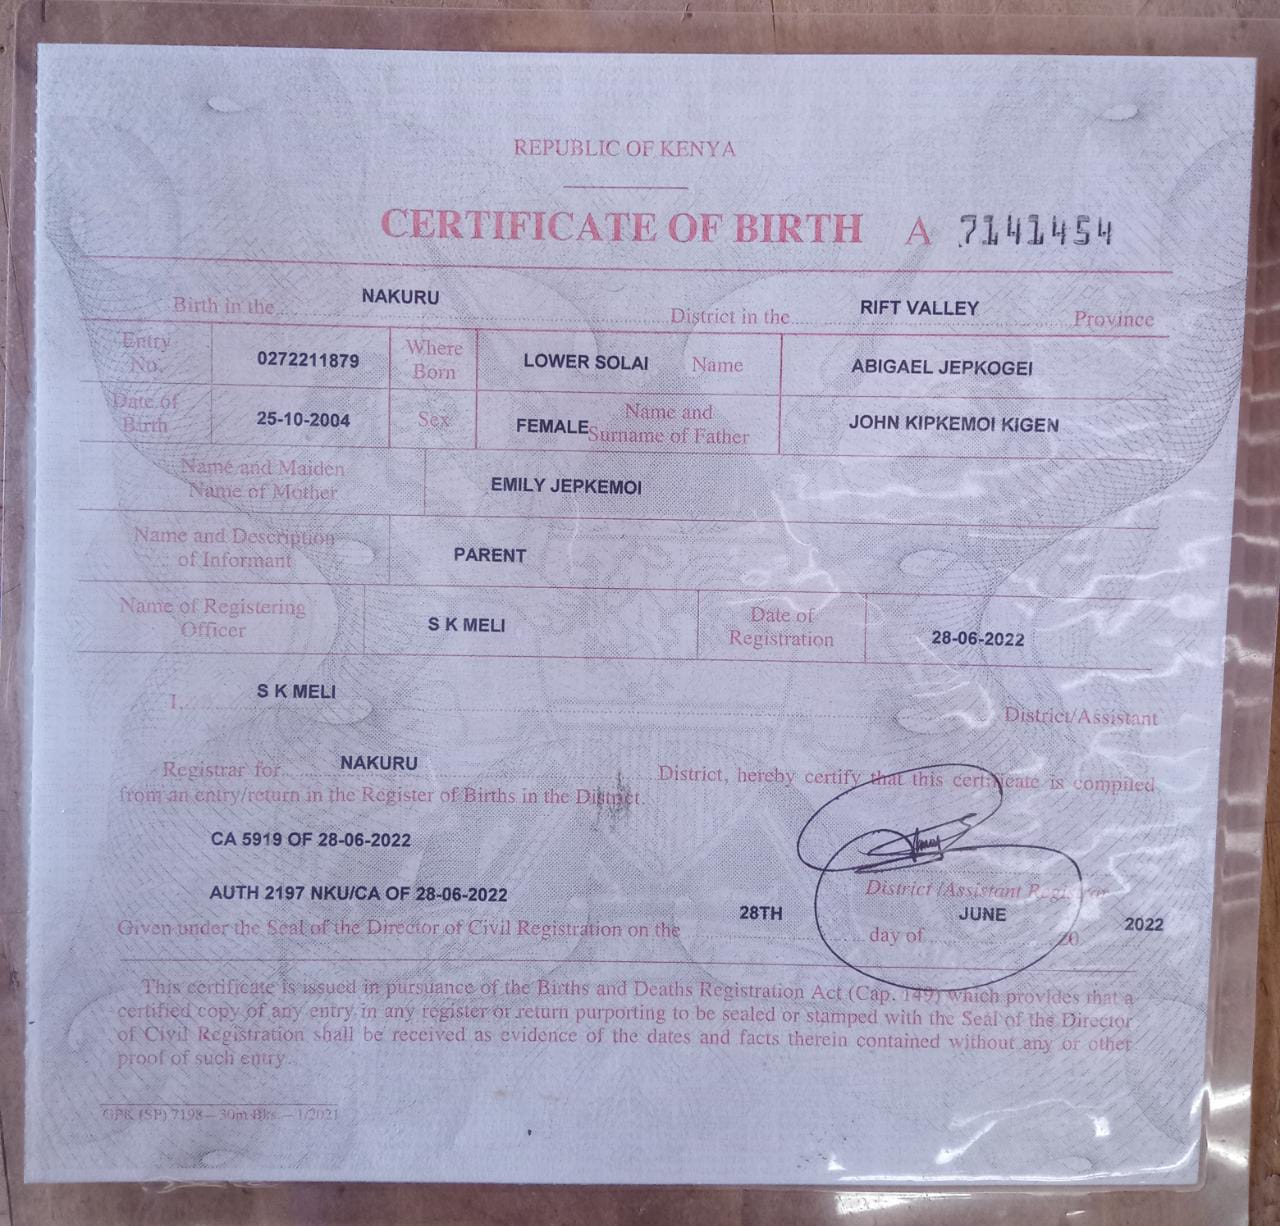 REPUBLIC OF KENYA
CERTIFICATE OF BIRTH A 7141454
Birth in the NAKURU District in the RIFT VALLEY Province
Entry No. 0272211879 Where Born LOWER SOLAI Name ABIGAEL JEPKOGEI
Date of Birth 25-10-2004 Sex FEMALE Name and Surname of Father JOHN KIPKEMOI KIGEN
Name and Maiden Name of Mother EMILY JEPKEMOI
Name and Description of Informant PARENT
Name of Registering Officer S K MELI Date of Registration 28-06-2022
I, S K MELI District/Assistant
Registrar for NAKURU District, hereby certify that this certificate is compiled
from an entry/return in the Register of Births in the District.
CA 5919 OF 28-06-2022
AUTH 2197 NKU/CA OF 28-06-2022
District /Assistant Registrar
Given under the Seal of the Director of Civil Registration on the 28TH day of JUNE 20 2022
This certificate is issued in pursuance of the Births and Deaths Registration Act (Cap. 149) which provides that a
certified copy of any entry in any register or return purporting to be sealed or stamped with the Seal of the Director
of Civil Registration shall be received as evidence of the dates and facts therein contained without any or other
proof of such entry.
GPK (SP) 7198 — 30m Bks. — 1/2021